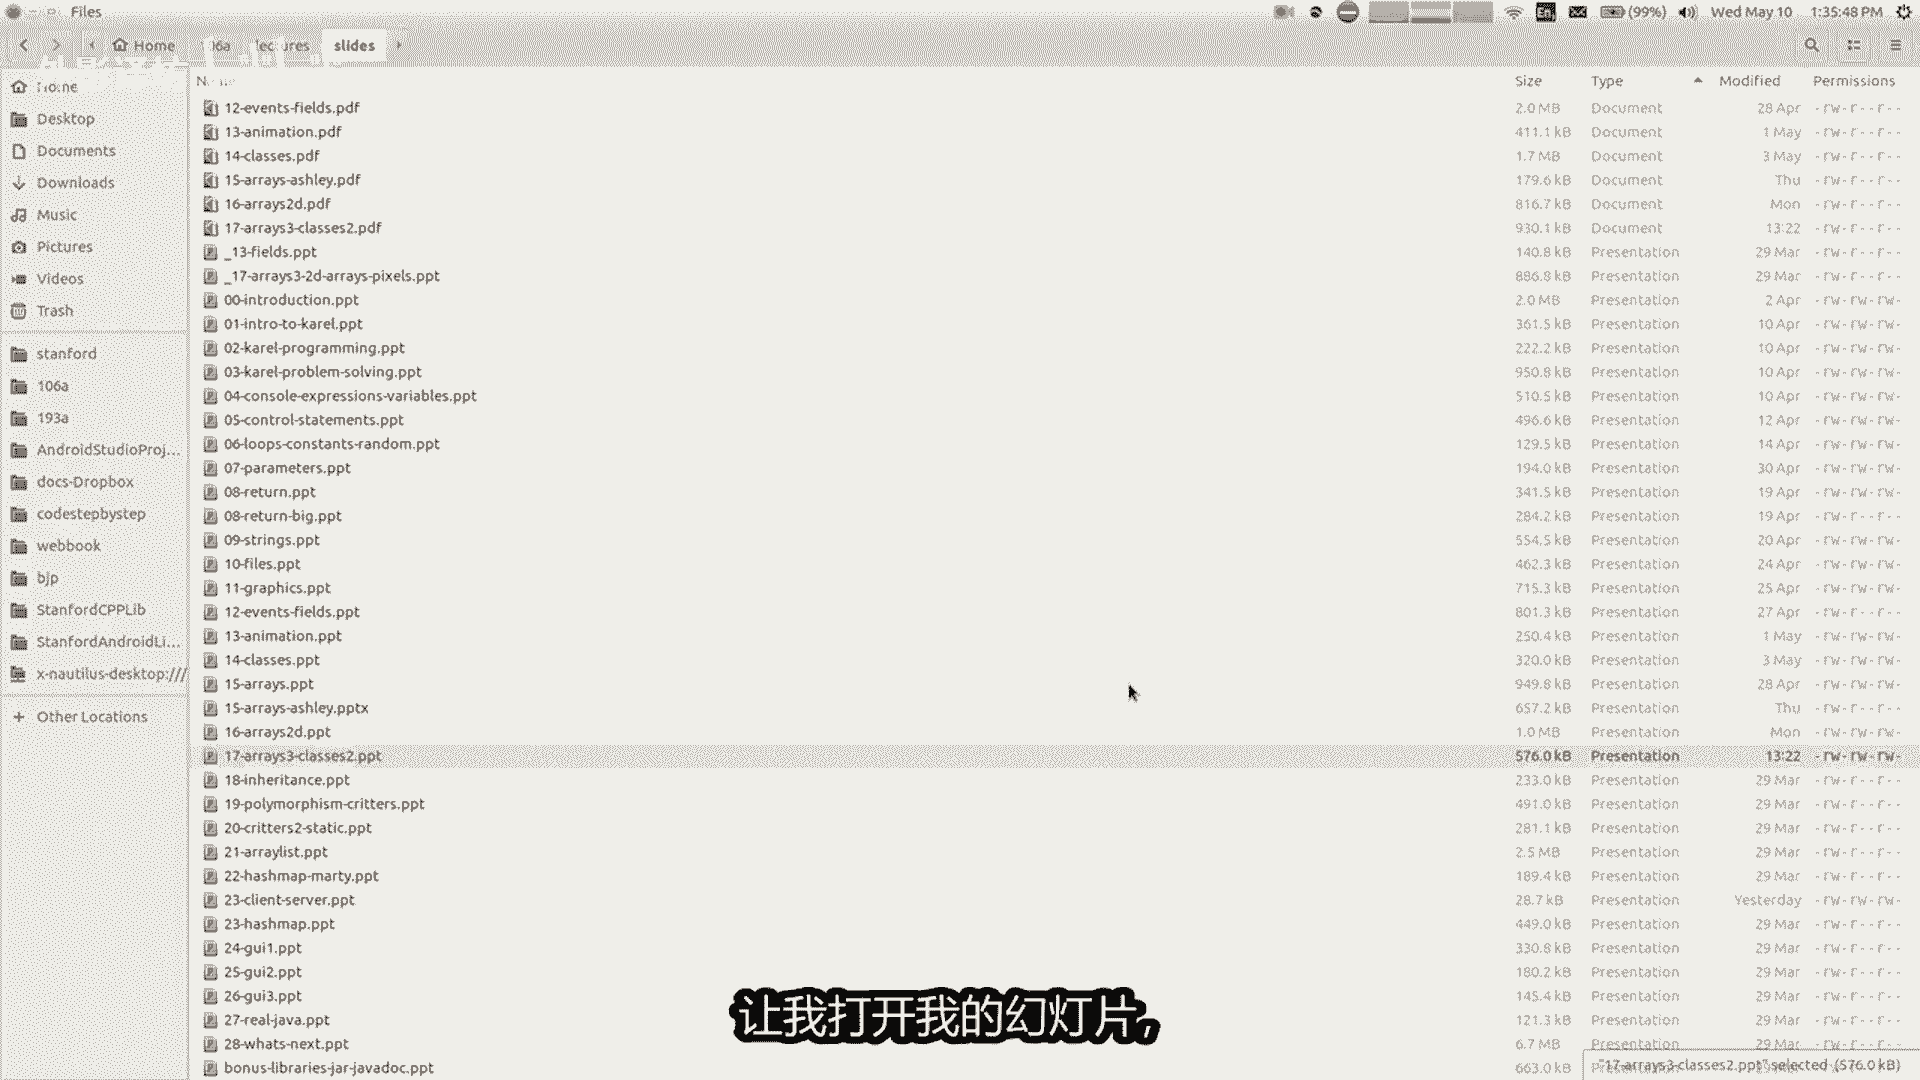 Files (99%) Wed May 10 1:35:48 PM
Home 106a lectures slides
Home
Desktop
Documents
Downloads
Music
Pictures
Videos
Trash
stanford
106a
193a
AndroidStudioProj...
docs-Dropbox
codestepbystep
webbook
bjp
StanfordCPPLib
StanfordAndroidLi...
x-nautilus-desktop:///
+ Other Locations
Name Size Type Modified Permissions
12-events-fields.pdf 2.0 MB Document 28 Apr -rw-r--r--
13-animation.pdf 411.1 kB Document 1 May -rw-r--r--
14-classes.pdf 1.7 MB Document 3 May -rw-r--r--
15-arrays-ashley.pdf 179.6 kB Document Thu -rw-r--r--
16-arrays2d.pdf 816.7 kB Document Mon -rw-r--r--
17-arrays3-classes2.pdf 930.1 kB Document 13:22 -rw-r--r--
_13-fields.ppt 140.8 kB Presentation 29 Mar -rw-r--r--
_17-arrays3-2d-arrays-pixels.ppt 886.8 kB Presentation 29 Mar -rw-r--r--
00-introduction.ppt 2.0 MB Presentation 2 Apr -rw-rw-rw-
01-intro-to-karel.ppt 361.5 kB Presentation 10 Apr -rw-rw-rw-
02-karel-programming.ppt 222.2 kB Presentation 10 Apr -rw-rw-rw-
03-karel-problem-solving.ppt 950.8 kB Presentation 10 Apr -rw-rw-rw-
04-console-expressions-variables.ppt 510.5 kB Presentation 10 Apr -rw-rw-rw-
05-control-statements.ppt 496.6 kB Presentation 12 Apr -rw-rw-rw-
06-loops-constants-random.ppt 129.5 kB Presentation 14 Apr -rw-rw-rw-
07-parameters.ppt 194.0 kB Presentation 30 Apr -rw-rw-rw-
08-return.ppt 341.5 kB Presentation 19 Apr -rw-rw-rw-
08-return-big.ppt 284.2 kB Presentation 19 Apr -rw-rw-rw-
09-strings.ppt 554.5 kB Presentation 20 Apr -rw-rw-rw-
10-files.ppt 462.3 kB Presentation 24 Apr -rw-rw-rw-
11-graphics.ppt 715.3 kB Presentation 25 Apr -rw-rw-rw-
12-events-fields.ppt 801.3 kB Presentation 27 Apr -rw-rw-rw-
13-animation.ppt 250.4 kB Presentation 1 May -rw-rw-rw-
14-classes.ppt 320.0 kB Presentation 3 May -rw-rw-rw-
15-arrays.ppt 949.8 kB Presentation 28 Apr -rw-rw-rw-
15-arrays-ashley.pptx 657.2 kB Presentation Thu -rw-rw-rw-
16-arrays2d.ppt 1.0 MB Presentation Mon -rw-rw-rw-
17-arrays3-classes2.ppt 576.0 kB Presentation 13:22 -rw-rw-rw-
18-inheritance.ppt 233.0 kB Presentation 29 Mar -rw-r--r--
19-polymorphism-critters.ppt 491.0 kB Presentation 29 Mar -rw-r--r--
20-critters2-static.ppt 281.1 kB Presentation 29 Mar -rw-r--r--
21-arraylist.ppt 2.5 MB Presentation 29 Mar -rw-r--r--
22-hashmap-marty.ppt 189.4 kB Presentation 29 Mar -rw-r--r--
23-client-server.ppt 28.7 kB Presentation Yesterday -rw-rw-rw-
23-hashmap.ppt 449.0 kB Presentation 29 Mar -rw-r--r--
24-gui1.ppt 330.8 kB Presentation 29 Mar -rw-r--r--
25-gui2.ppt 180.2 kB Presentation 29 Mar -rw-r--r--
26-gui3.ppt 145.4 kB Presentation 29 Mar -rw-r--r--
27-real-java.ppt 121.3 kB Presentation 29 Mar -rw-r--r--
28-whats-next.ppt 6.7 MB Presentation 29 Mar -rw-r--r--
bonus-libraries-jar-javadoc.ppt 663.0 kB
让我打开我的幻灯片,
"17-arrays3-classes2.ppt" selected (576.0 kB)